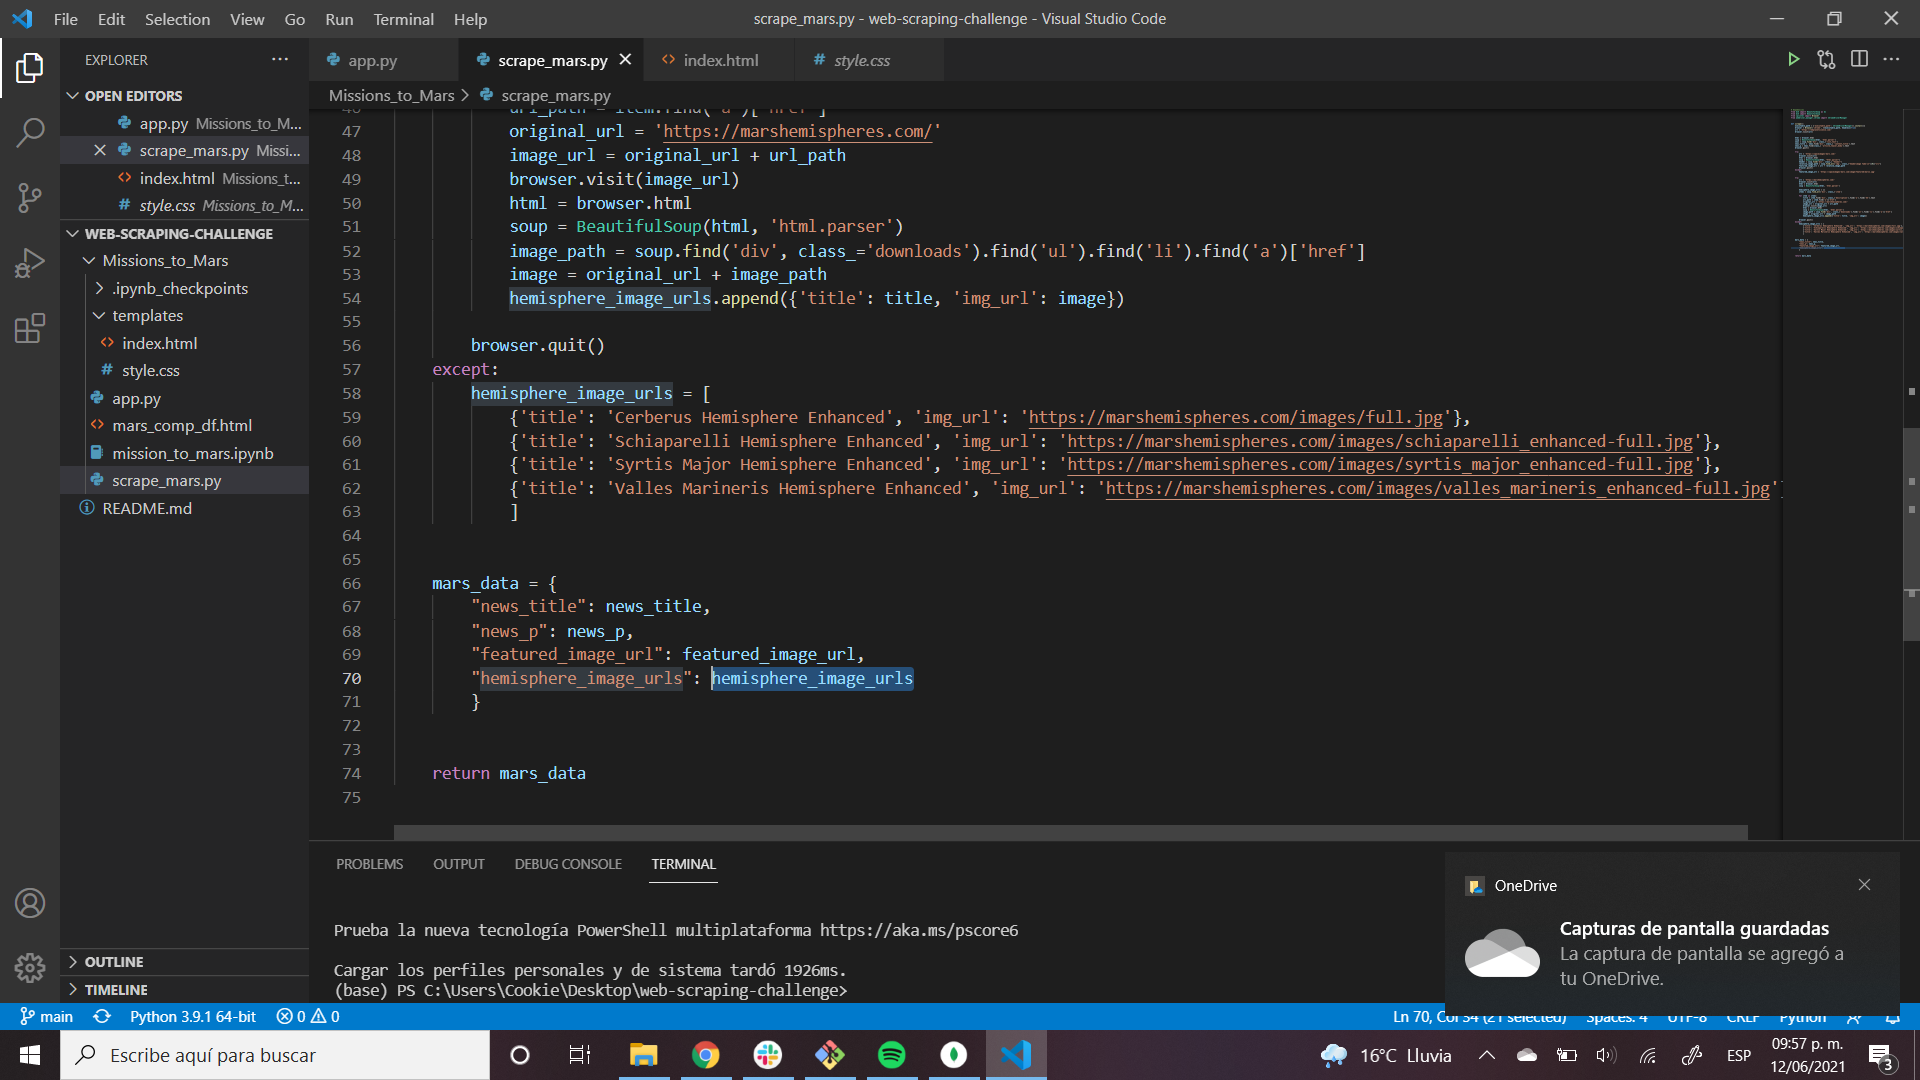 File Edit Selection View Go Run Terminal Help
scrape_mars.py - web-scraping-challenge - Visual Studio Code
EXPLORER
OPEN EDITORS
app.py Missions_to_M...
scrape_mars.py Missi...
index.html Missions_t...
style.css Missions_to_M...
WEB-SCRAPING-CHALLENGE
Missions_to_Mars
.ipynb_checkpoints
templates
index.html
style.css
app.py
mars_comp_df.html
mission_to_mars.ipynb
scrape_mars.py
README.md
OUTLINE
TIMELINE
app.py scrape_mars.py index.html style.css
Missions_to_Mars > scrape_mars.py
46 url_path = item.find('a')['href']
47 original_url = 'https://marshemispheres.com/'
48 image_url = original_url + url_path
49 browser.visit(image_url)
50 html = browser.html
51 soup = BeautifulSoup(html, 'html.parser')
52 image_path = soup.find('div', class_='downloads').find('ul').find('li').find('a')['href']
53 image = original_url + image_path
54 hemisphere_image_urls.append({'title': title, 'img_url': image})
55
56 browser.quit()
57 except:
58 hemisphere_image_urls = [
59 {'title': 'Cerberus Hemisphere Enhanced', 'img_url': 'https://marshemispheres.com/images/full.jpg'},
60 {'title': 'Schiaparelli Hemisphere Enhanced', 'img_url': 'https://marshemispheres.com/images/schiaparelli_enhanced-full.jpg'},
61 {'title': 'Syrtis Major Hemisphere Enhanced', 'img_url': 'https://marshemispheres.com/images/syrtis_major_enhanced-full.jpg'},
62 {'title': 'Valles Marineris Hemisphere Enhanced', 'img_url': 'https://marshemispheres.com/images/valles_marineris_enhanced-full.jpg'
63 ]
64
65
66 mars_data = {
67 "news_title": news_title,
68 "news_p": news_p,
69 "featured_image_url": featured_image_url,
70 "hemisphere_image_urls": hemisphere_image_urls
71 }
72
73
74 return mars_data
75
PROBLEMS OUTPUT DEBUG CONSOLE TERMINAL
Prueba la nueva tecnología PowerShell multiplataforma https://aka.ms/pscore6
Cargar los perfiles personales y de sistema tardó 1926ms.
(base) PS C:\Users\Cookie\Desktop\web-scraping-challenge>
OneDrive
Capturas de pantalla guardadas
La captura de pantalla se agregó a
tu OneDrive.
main Python 3.9.1 64-bit 0 0 Ln 70, Col 34 (21 selected) Spaces: 4 UTF-8 CRLF Python
Escribe aquí para buscar
16°C Lluvia
ESP
09:57 p. m.
12/06/2021
3